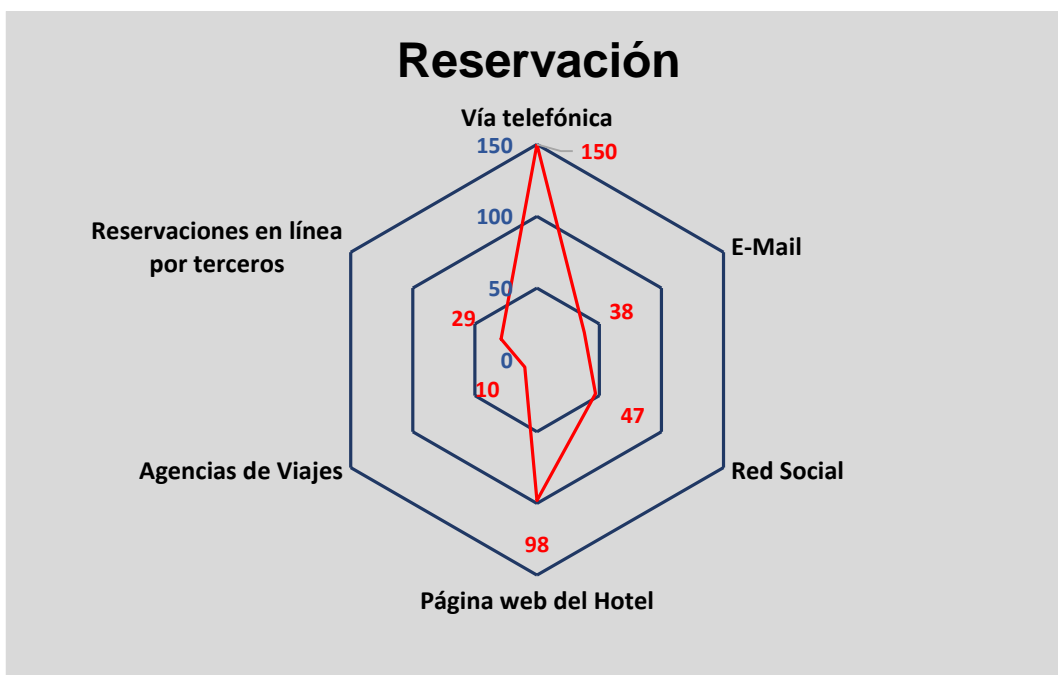 Reservación
Vía telefónica
150
150
100
Reservaciones en línea
por terceros
E-Mail
50
29
38
0
10
47
Agencias de Viajes
Red Social
98
Página web del Hotel